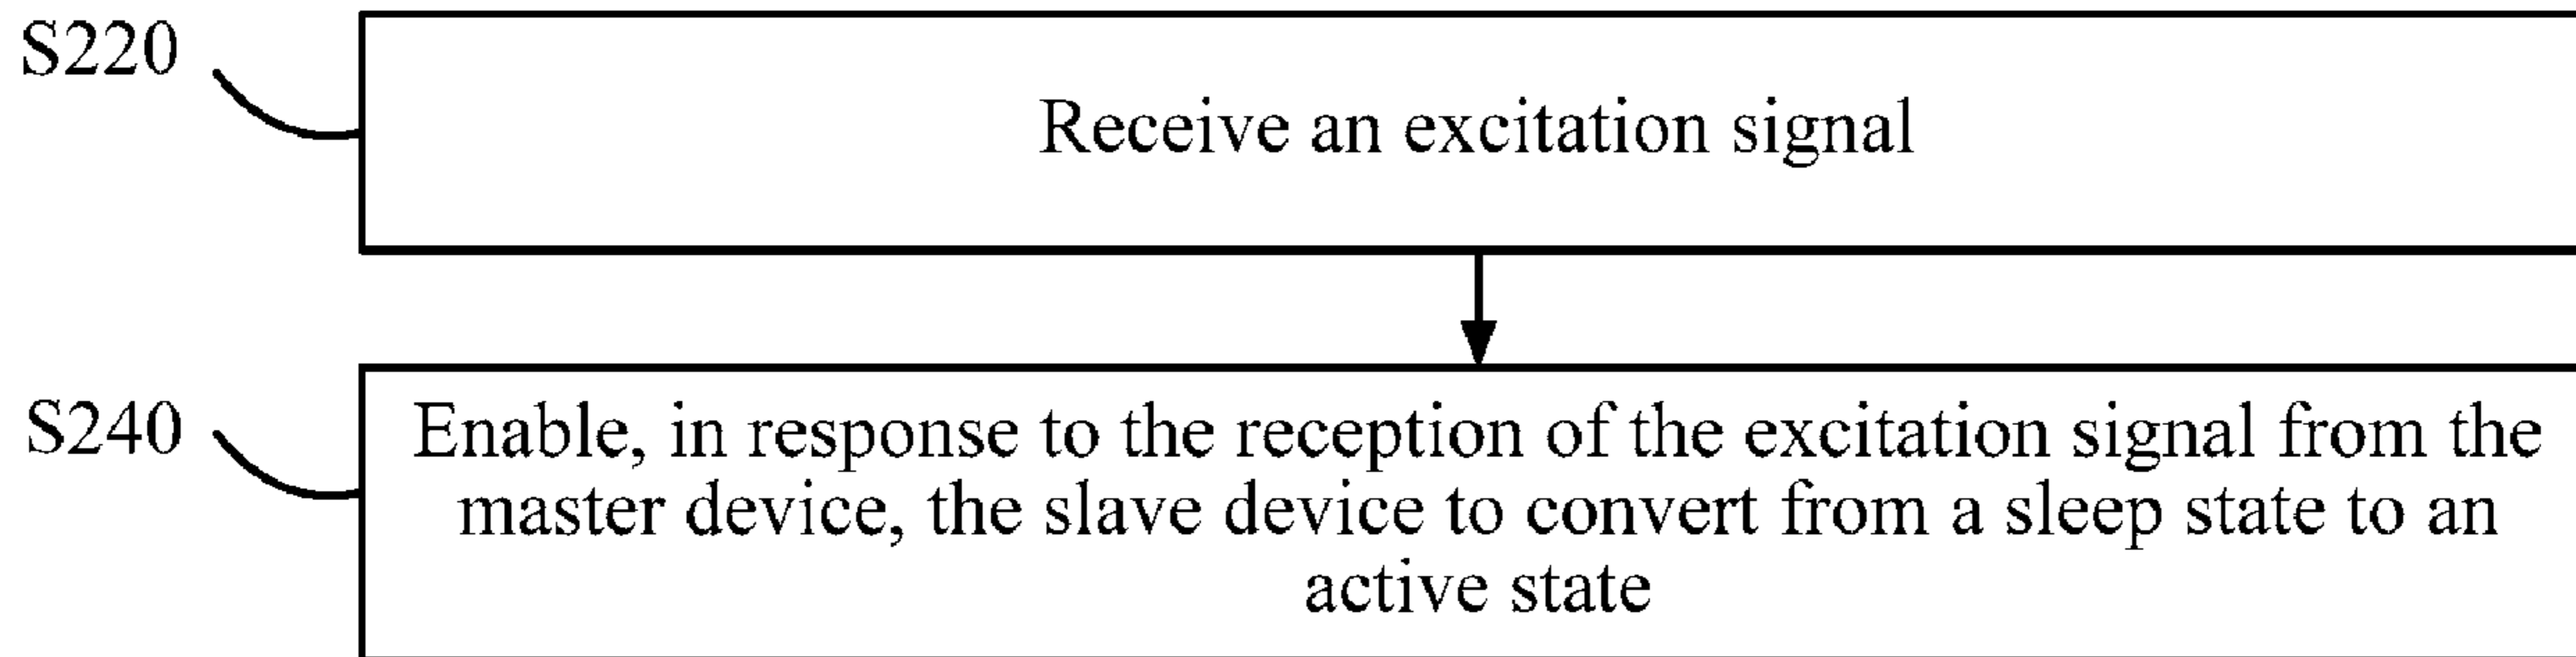 S220
Receive an excitation signal
S240
Enable, in response to the reception of the excitation signal from the
master device, the slave device to convert from a sleep state to an
active state